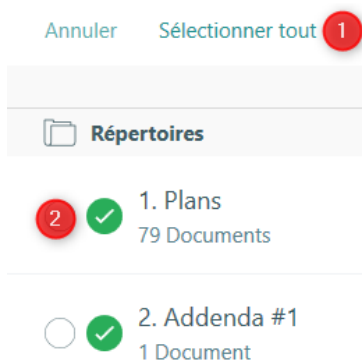 Annuler Sélectionner tout 1
Répertoires
1. Plans
2
79 Documents
2. Addenda #1
1 Document